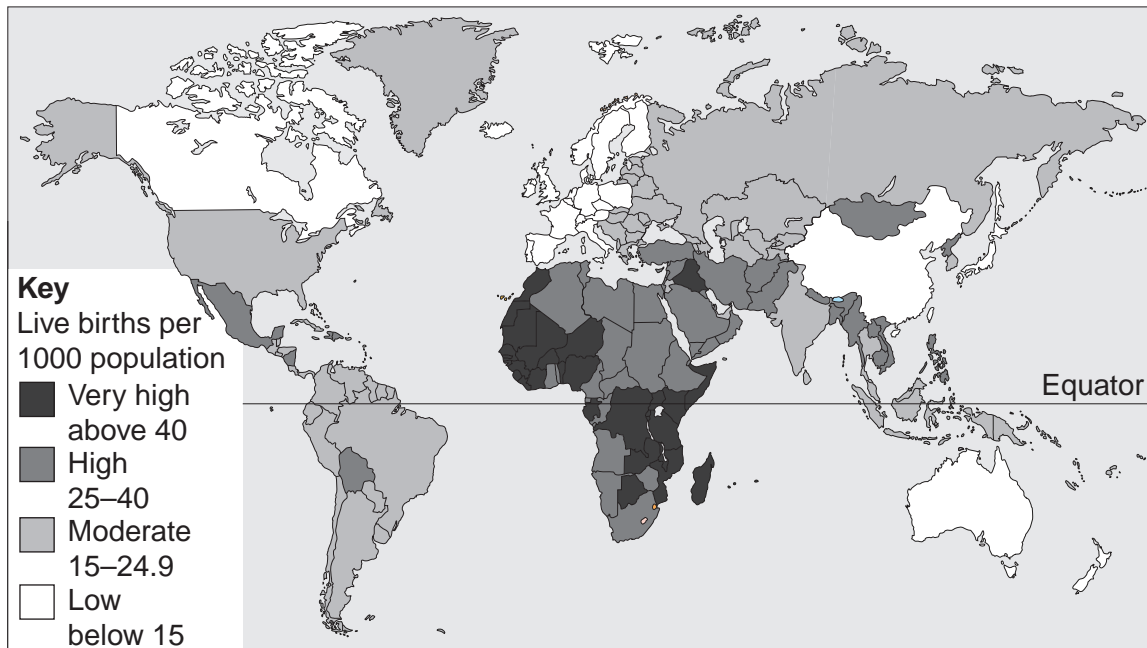 Equator
Key
Live births per
1000 population
Very high
above 40
High
25–40
Moderate
15–24.9
Low
below 15